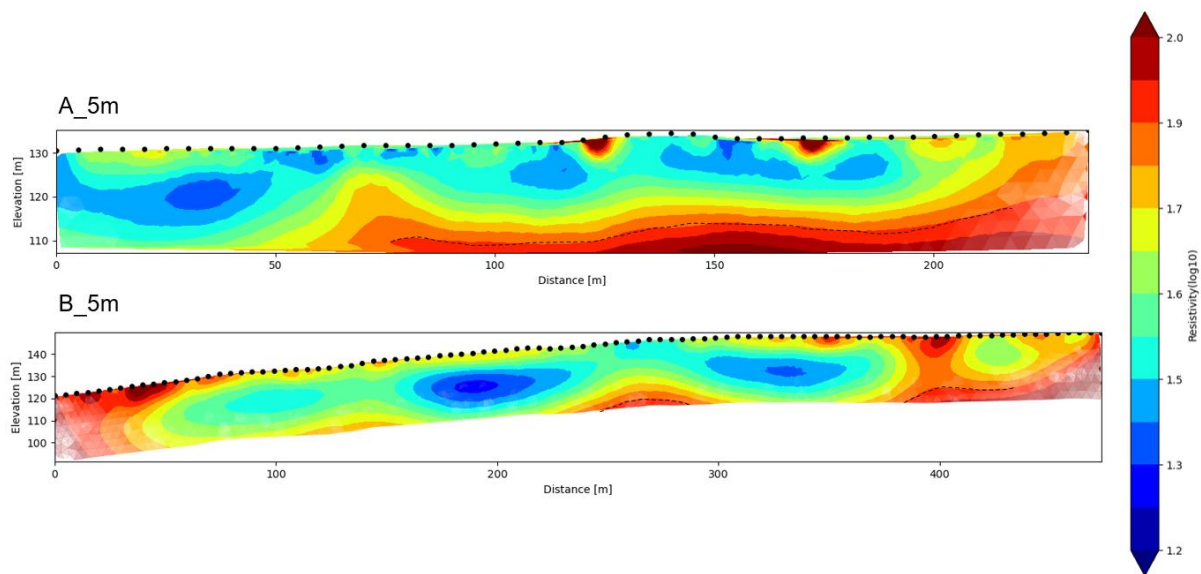 A_5m
130
120
110
Elevation [m]
0 50 100 150 200
Distance [m]
B_5m
140
130
120
110
100
Elevation [m]
0 100 200 300 400
Distance [m]
2.0
1.9
1.7
1.6
1.5
1.3
1.2
Resistivity(log10)